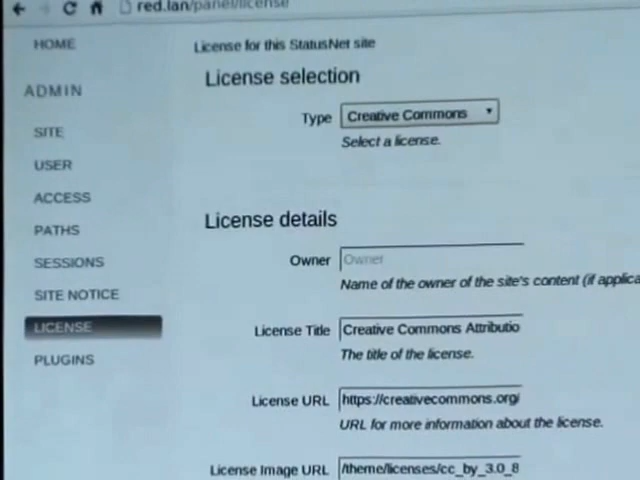 red.lan/panel/license
HOME
ADMIN
SITE
USER
ACCESS
PATHS
SESSIONS
SITE NOTICE
LICENSE
PLUGINS
License for this StatusNet site
License selection
Type Creative Commons
Select a license.
License details
Owner Owner
Name of the owner of the site's content (if applica
License Title Creative Commons Attributio
The title of the license.
License URL https://creativecommons.org/
URL for more information about the license.
License Image URL /theme/licenses/cc_by_3.0_8